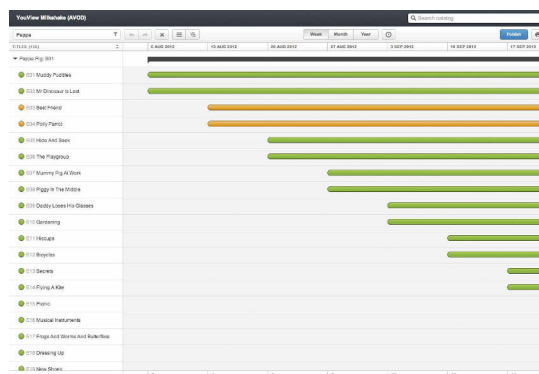 YouView Milkshake (AVOD)
Search catalog
Peppa
Week Month Year
Publish
TITLES
6 AUG 2012 13 AUG 2012 20 AUG 2012 27 AUG 2012 3 SEP 2012 10 SEP 2012 17 SEP 2012
Peppa Pig: S01
E01 Muddy Puddles
E02 Mr Dinosaur is Lost
E03 Best Friend
E04 Polly Parrot
E05 Hide And Seek
E06 The Playgroup
E07 Mummy Pig At Work
E08 Piggy In The Middle
E09 Daddy Loses His Glasses
E10 Gardening
E11 Hiccups
E12 Bicycles
E13 Secrets
E14 Flying A Kite
E15 Picnic
E16 Musical Instruments
E17 Frogs And Worms And Butterflies
E18 Dressing Up
E19 New Shoes